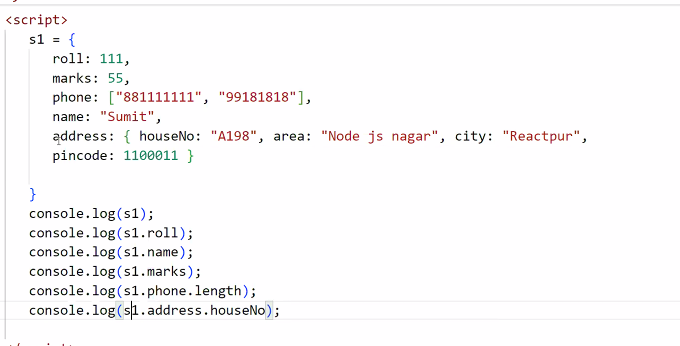 <script>
s1 = {
roll: 111,
marks: 55,
phone: ["881111111", "99181818"],
name: "Sumit",
address: { houseNo: "A198", area: "Node js nagar", city: "Reactpur",
pincode: 1100011 }
}
console.log(s1);
console.log(s1.roll);
console.log(s1.name);
console.log(s1.marks);
console.log(s1.phone.length);
console.log(s1.address.houseNo);